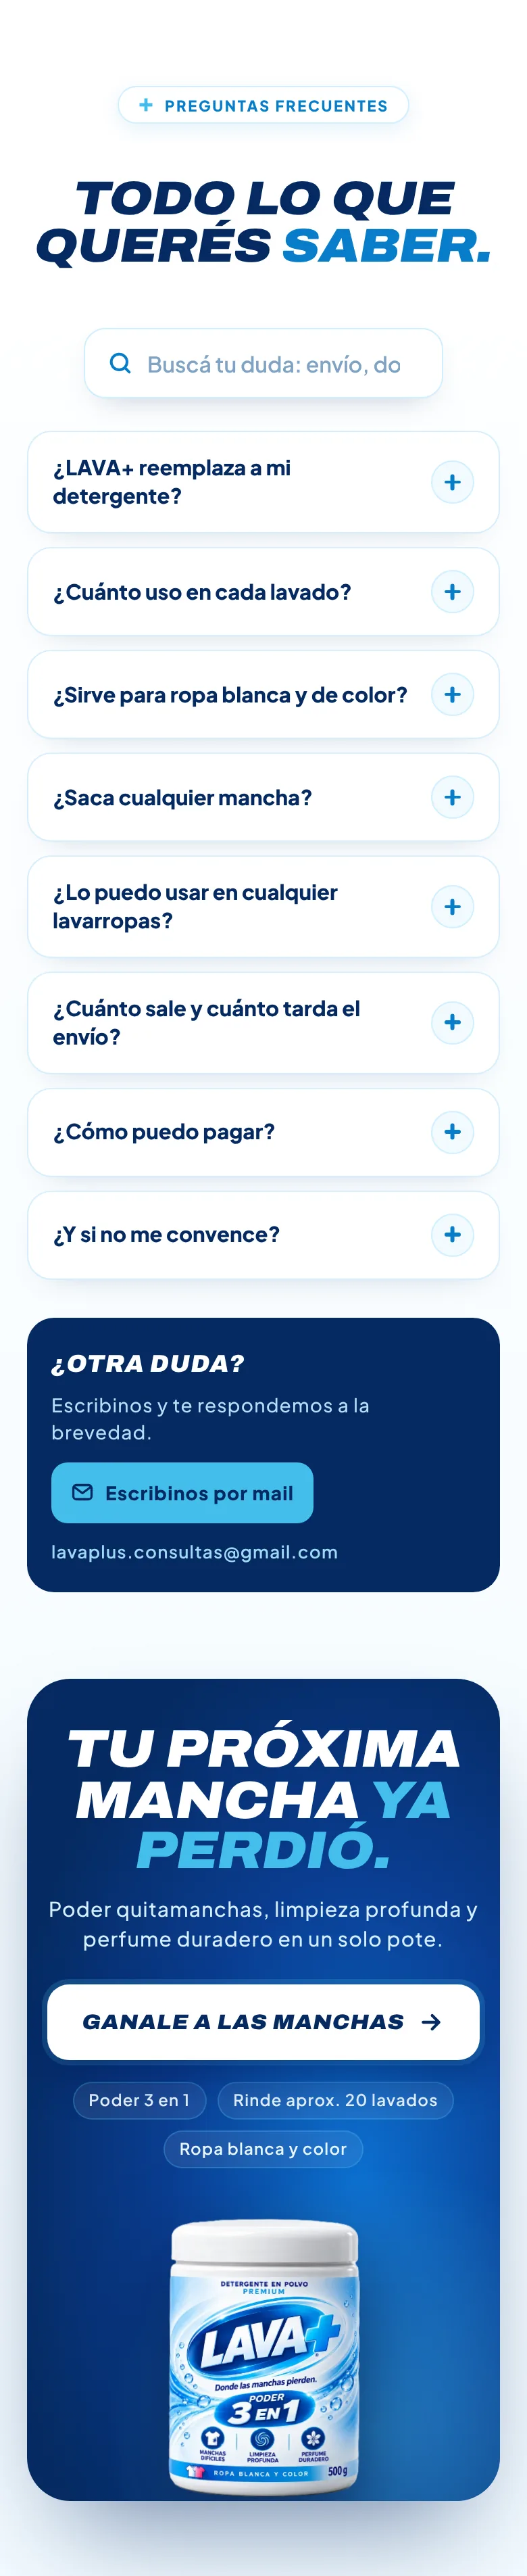 PREGUNTAS FRECUENTES
TODO LO QUE
QUERÉS SABER.
Buscá tu duda: envío, do
¿LAVA+ reemplaza a mi
detergente?
¿Cuánto uso en cada lavado?
¿Sirve para ropa blanca y de color?
¿Saca cualquier mancha?
¿Lo puedo usar en cualquier
lavarropas?
¿Cuánto sale y cuánto tarda el
envío?
¿Cómo puedo pagar?
¿Y si no me convence?
¿OTRA DUDA?
Escribinos y te respondemos a la
brevedad.
Escribinos por mail
lavaplus.consultas@gmail.com
TU PRÓXIMA
MANCHA YA
PERDIÓ.
Poder quitamanchas, limpieza profunda y
perfume duradero en un solo pote.
GANALE A LAS MANCHAS
Poder 3 en 1
Rinde aprox. 20 lavados
Ropa blanca y color
DETERGENTE EN POLVO
PREMIUM
LAVA+
Donde las manchas pierden.
PODER
3 EN 1
MANCHAS
DIFÍCILES
LIMPIEZA
PROFUNDA
PERFUME
DURADERO
ROPA BLANCA Y COLOR
500 g